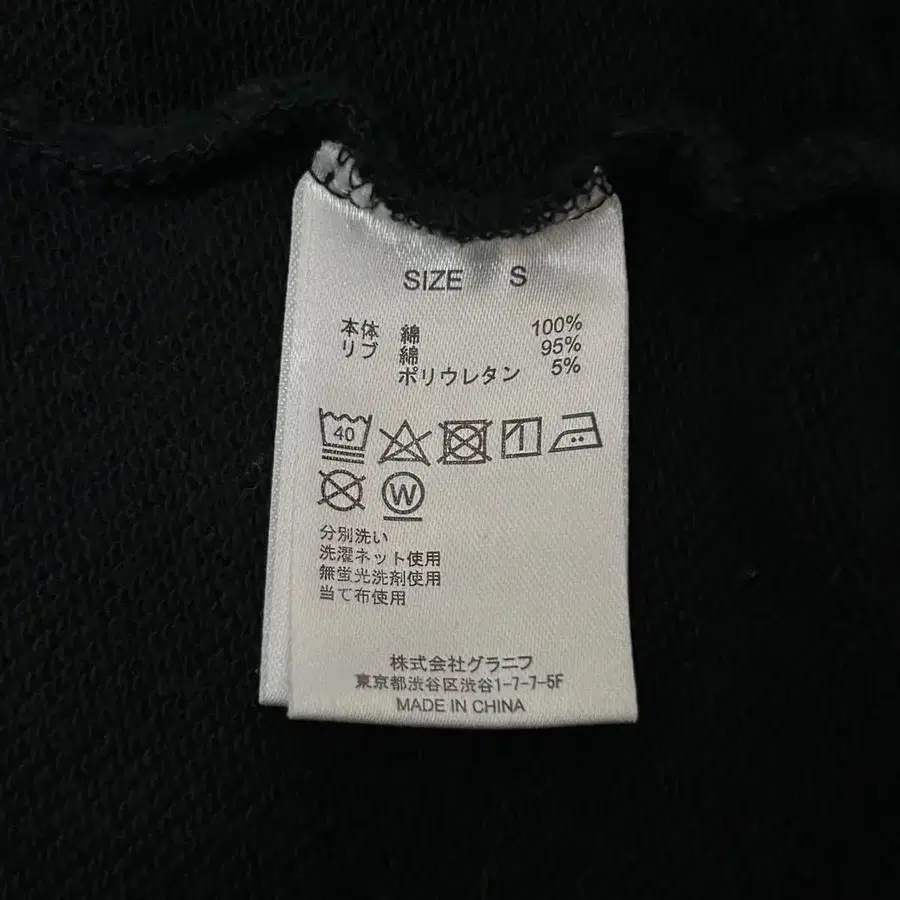 SIZE S
本体 綿 100%
リブ 綿 95%
ポリウレタン 5%
40
W
分別洗い
洗濯ネット使用
無蛍光洗剤使用
当て布使用
株式会社グラニフ
東京都渋谷区渋谷1-7-7-5F
MADE IN CHINA